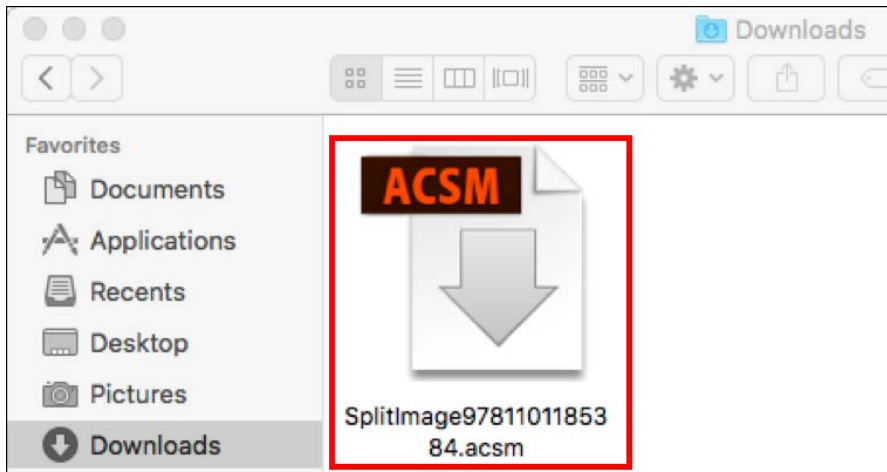 Downloads
Favorites
Documents
Applications
Recents
Desktop
Pictures
Downloads
ACSM
SplitImage97811011853
84.acsm